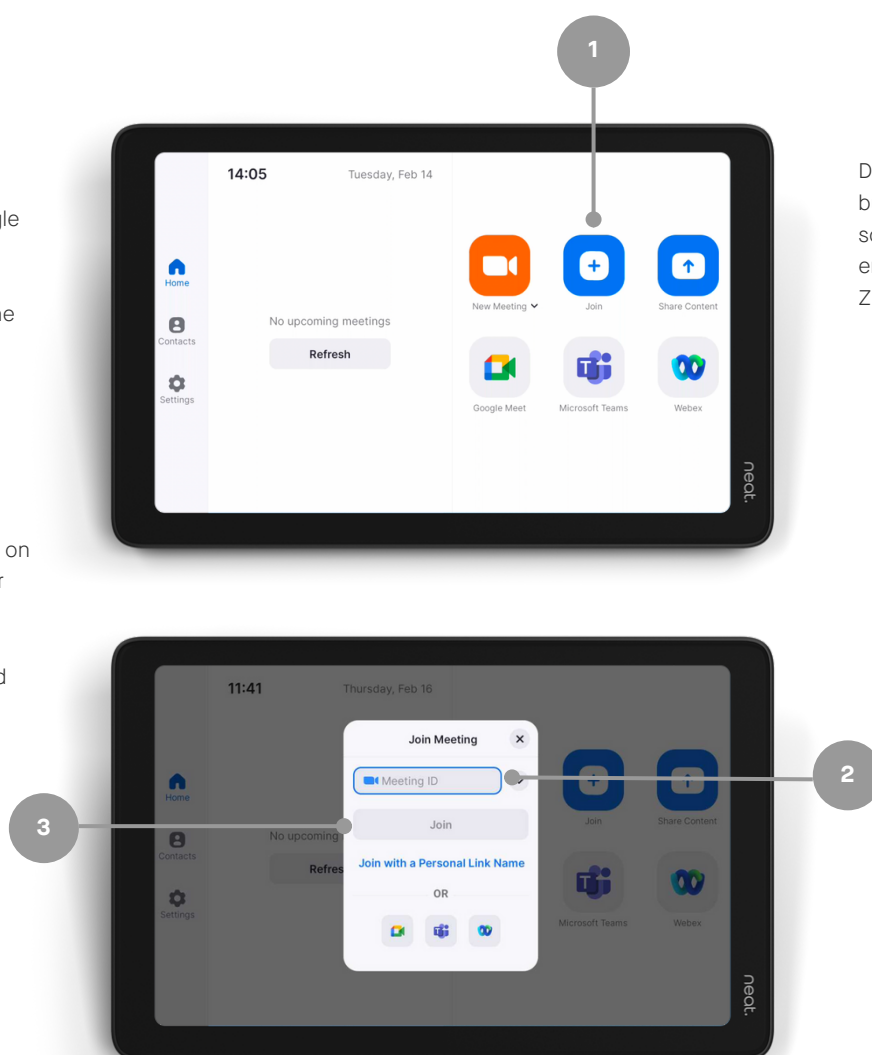 1
14:05
Tuesday, Feb 14
Home
Contacts
Settings
No upcoming meetings
Refresh
New Meeting
Join
Share Content
Google Meet
Microsoft Teams
Webex
neat.
on
11:41
Thursday, Feb 16
Home
Contacts
Settings
No upcoming
Refres
Join
Share Content
Microsoft Teams
Webex
Join Meeting
Meeting ID
Join
Join with a Personal Link Name
OR
2
3
neat.